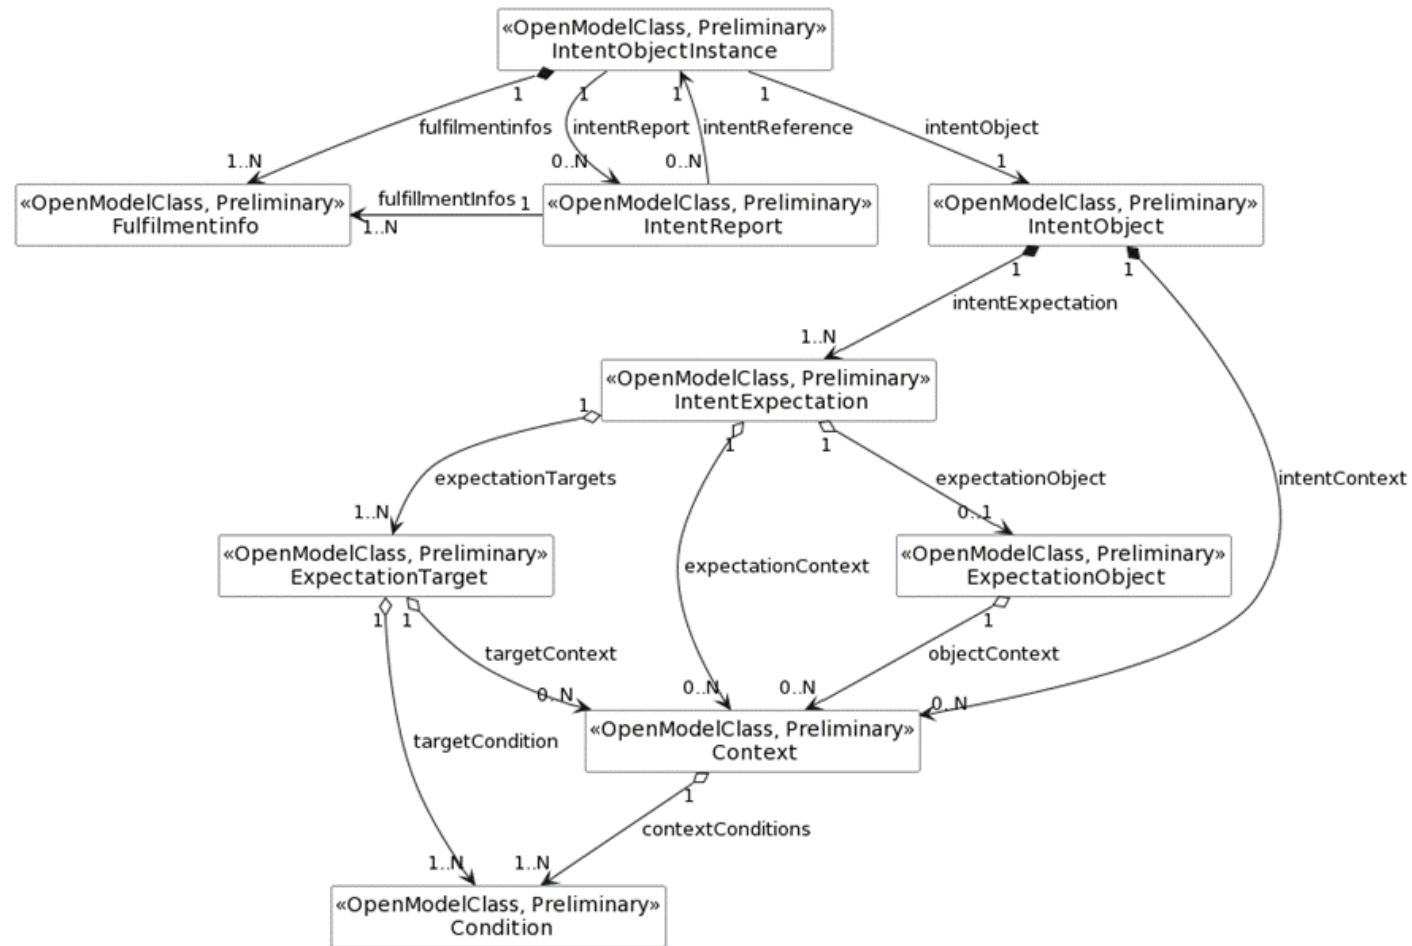 «OpenModelClass, Preliminary»
IntentObjectInstance
1
1
1
1
fulfilmentinfos
intentReport
intentReference
intentObject
1..N
0..N
0..N
1
«OpenModelClass, Preliminary»
FulfilmentInfo
fulfillmentInfos
1
1..N
«OpenModelClass, Preliminary»
IntentReport
«OpenModelClass, Preliminary»
IntentObject
1
1
intentExpectation
1..N
«OpenModelClass, Preliminary»
IntentExpectation
1
1
1
expectationTargets
expectationObject
intentContext
1..N
0..1
«OpenModelClass, Preliminary»
ExpectationTarget
expectationContext
«OpenModelClass, Preliminary»
ExpectationObject
1
1
1
targetContext
objectContext
0..N
0..N
0..N
0..N
targetCondition
«OpenModelClass, Preliminary»
Context
1
contextConditions
1..N
1..N
«OpenModelClass, Preliminary»
Condition